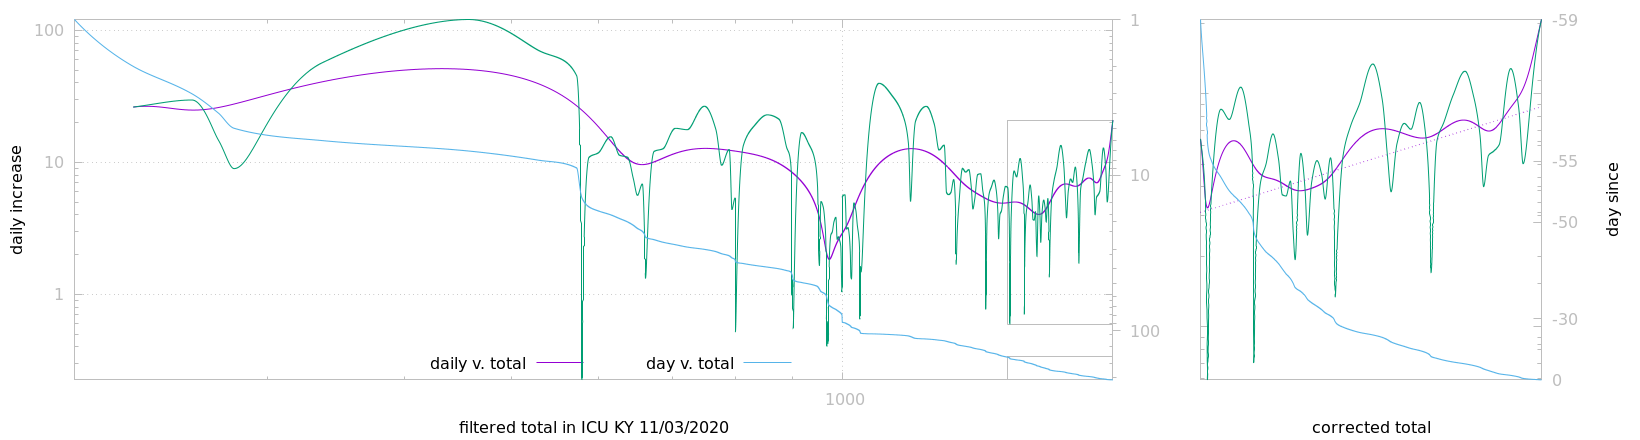 100
10
1
daily increase
daily v. total
day v. total
1000
filtered total in ICU KY 11/03/2020
1
10
100
-59
-55
-50
-30
0
day since
corrected total